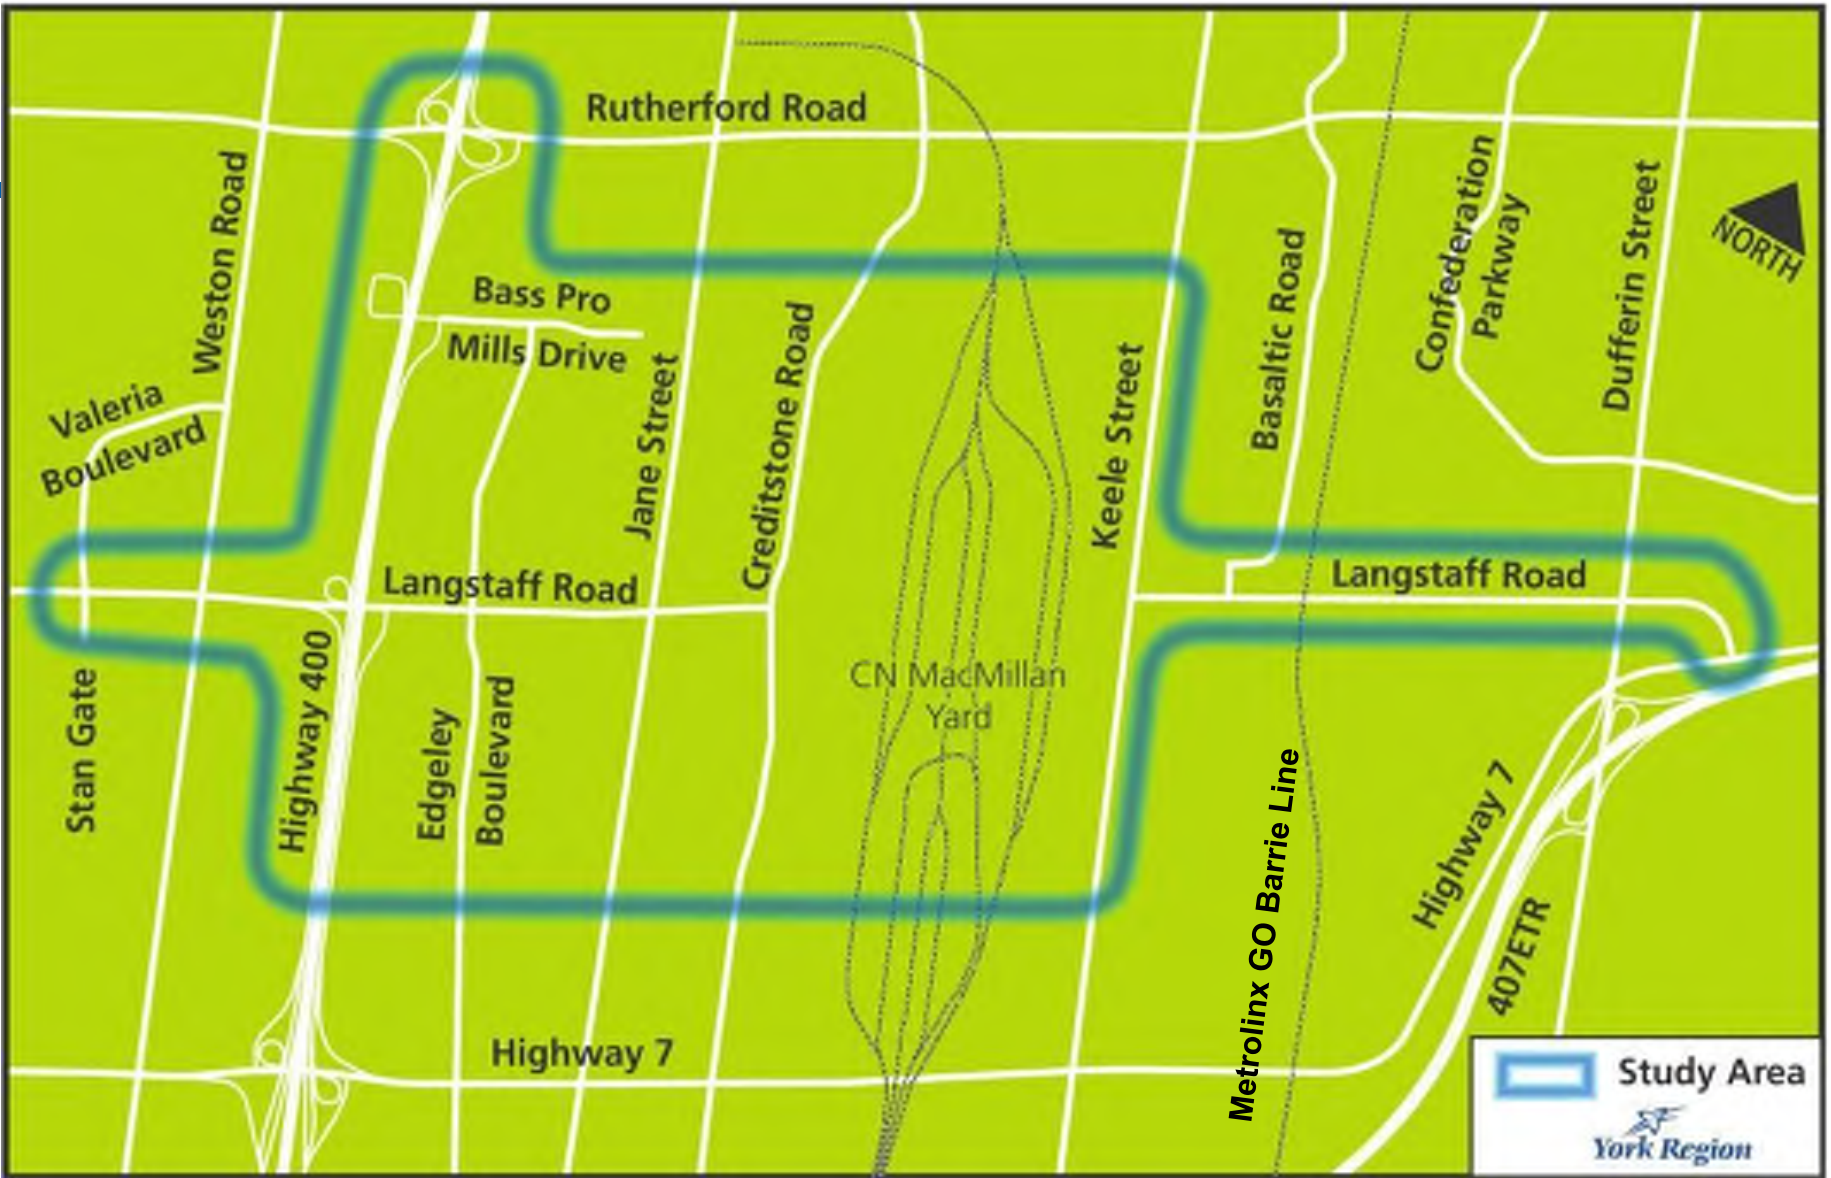 Rutherford Road
Weston Road
Bass Pro
Mills Drive
Valeria
Boulevard
Jane Street
Creditstone Road
Keele Street
Basaltic Road
Confederation
Parkway
Dufferin Street
NORTH
Langstaff Road
Langstaff Road
Stan Gate
Highway 400
Edgeley
Boulevard
CN MacMillan
Yard
Metrolinx GO Barrie Line
Highway 7
407ETR
Highway 7
Study Area
York Region